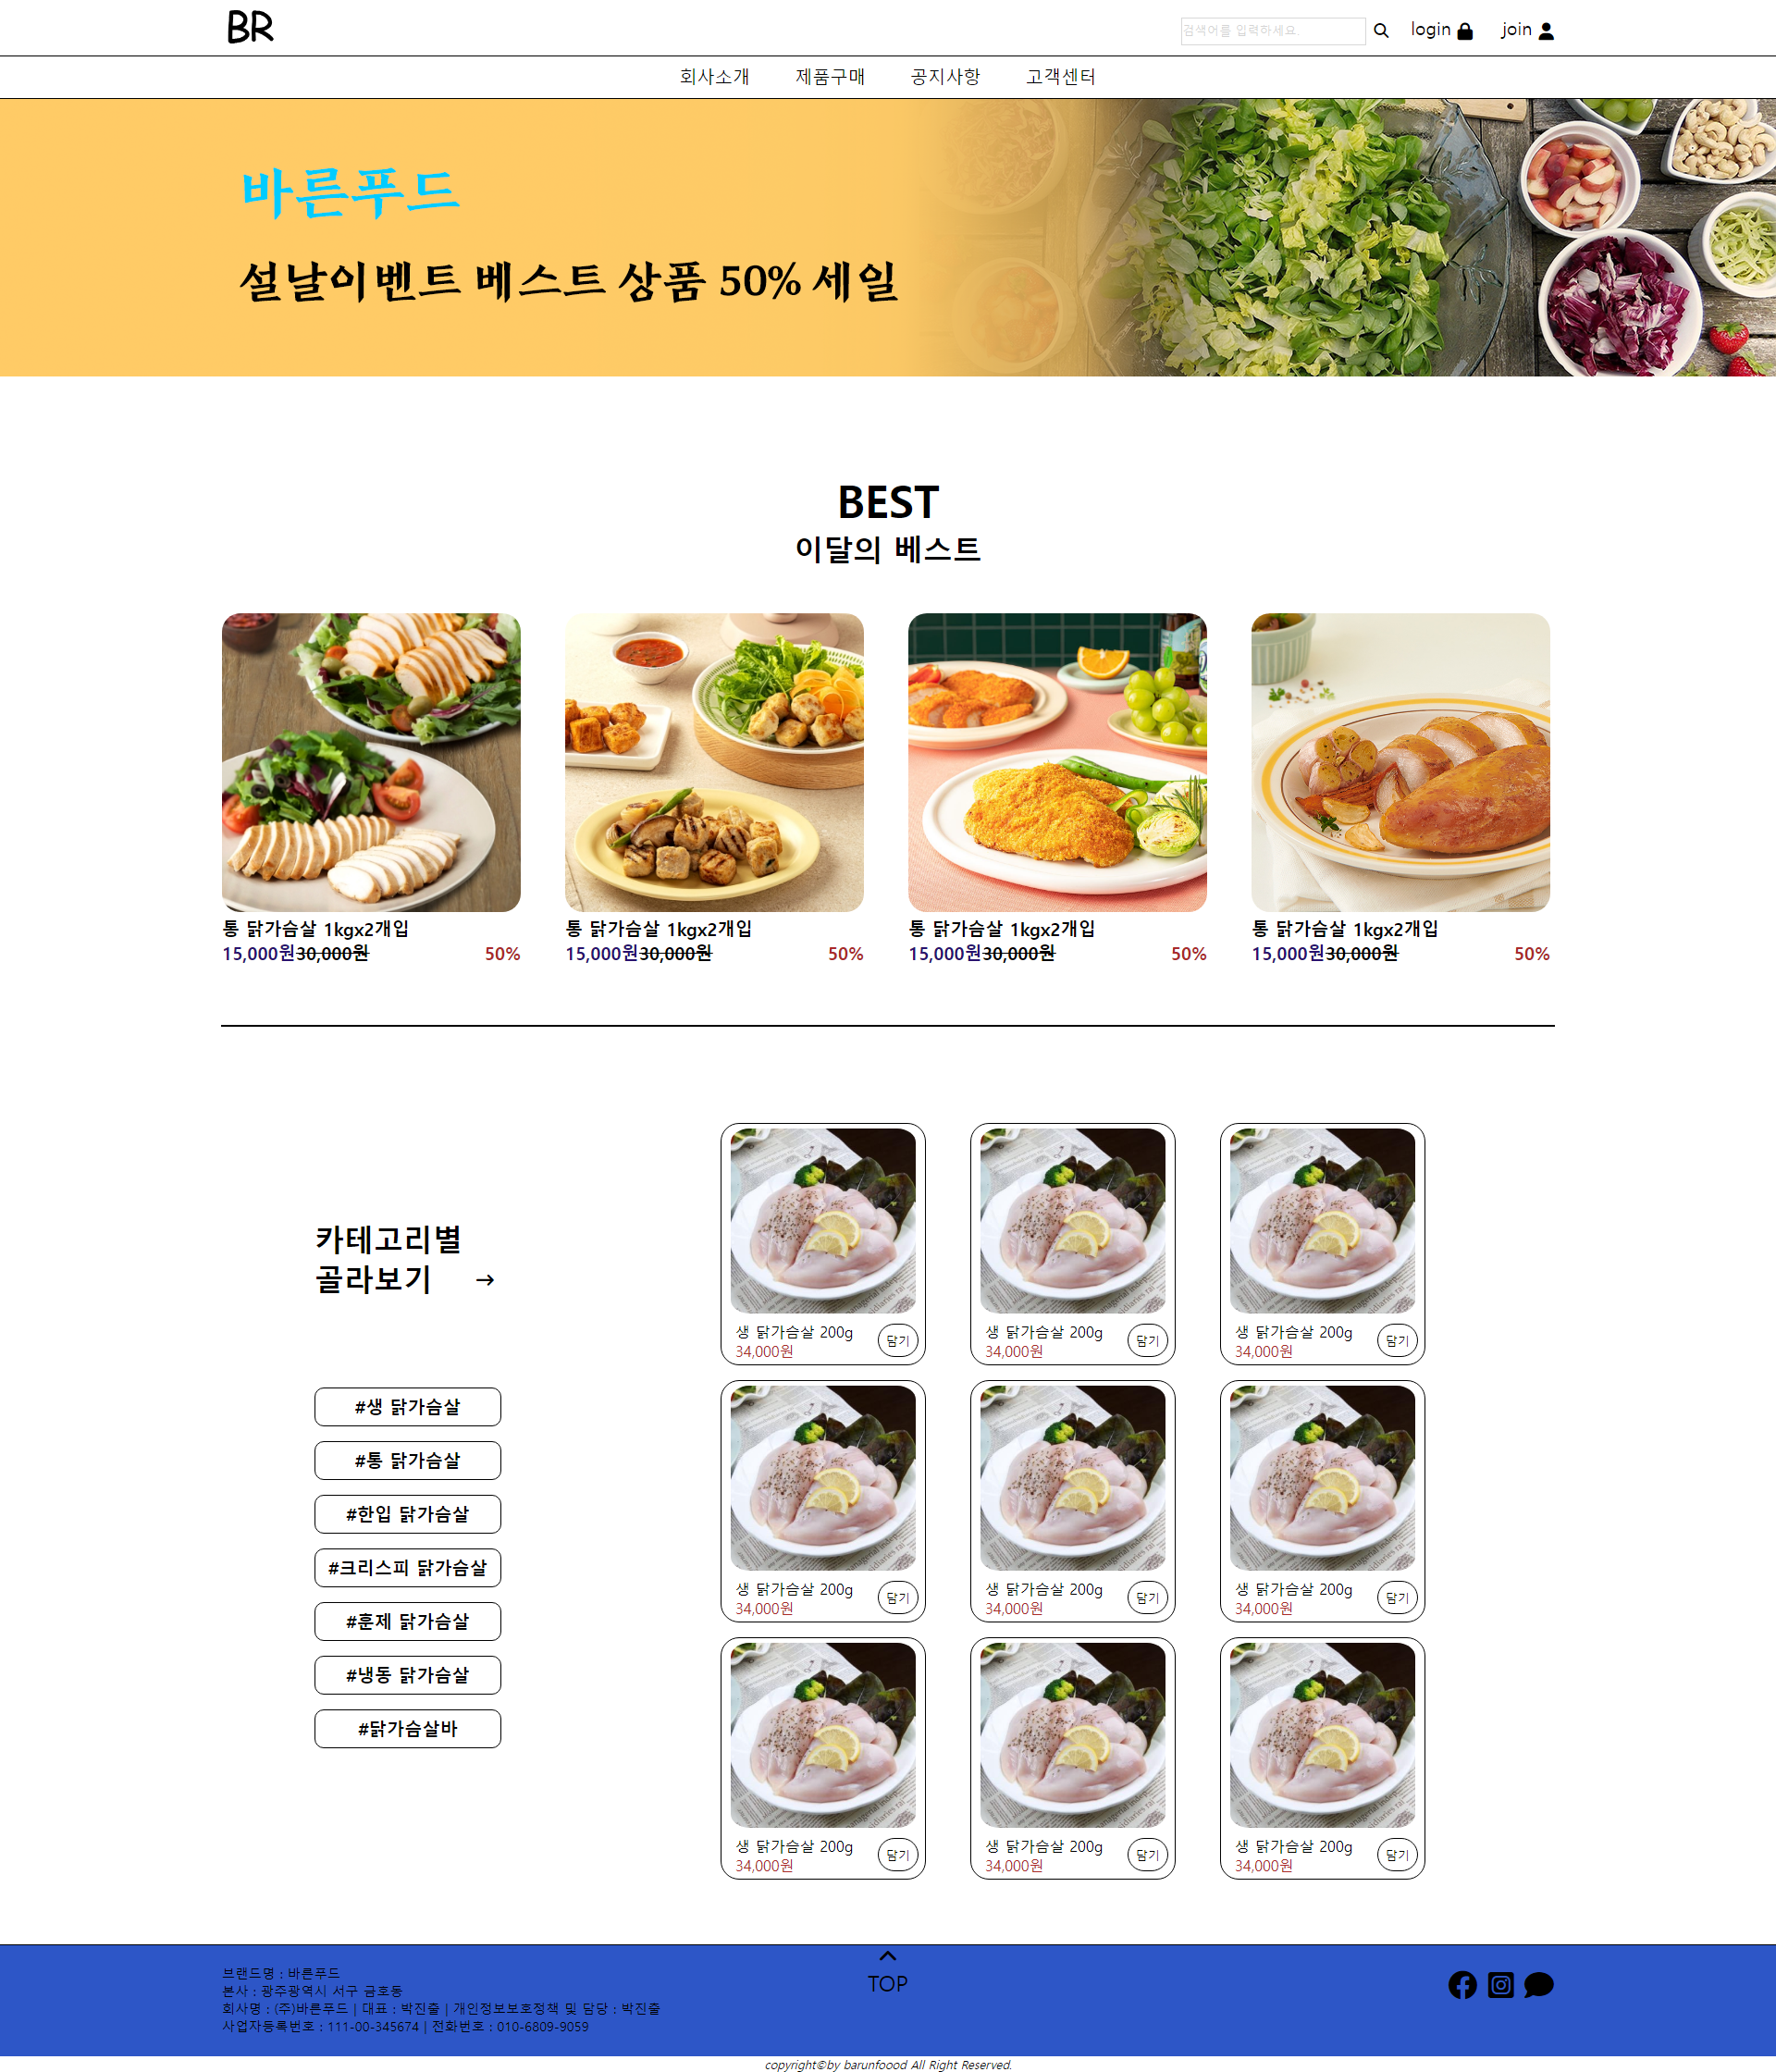 BR
검색어를 입력하세요.
login
join
회사소개 제품구매 공지사항 고객센터
바른푸드
설날이벤트 베스트 상품 50% 세일
BEST
이달의 베스트
통 닭가슴살 1kgx2개입
15,000원30,000원 50%
통 닭가슴살 1kgx2개입
15,000원30,000원 50%
통 닭가슴살 1kgx2개입
15,000원30,000원 50%
통 닭가슴살 1kgx2개입
15,000원30,000원 50%
카테고리별
골라보기 →
#생 닭가슴살
#통 닭가슴살
#한입 닭가슴살
#크리스피 닭가슴살
#훈제 닭가슴살
#냉동 닭가슴살
#닭가슴살바
생 닭가슴살 200g
34,000원
담기
생 닭가슴살 200g
34,000원
담기
생 닭가슴살 200g
34,000원
담기
생 닭가슴살 200g
34,000원
담기
생 닭가슴살 200g
34,000원
담기
생 닭가슴살 200g
34,000원
담기
생 닭가슴살 200g
34,000원
담기
생 닭가슴살 200g
34,000원
담기
생 닭가슴살 200g
34,000원
담기
TOP
브랜드명 : 바른푸드
본사 : 광주광역시 서구 금호동
회사명 : (주)바른푸드 | 대표 : 박진출 | 개인정보보호정책 및 담당 : 박진출
사업자등록번호 : 111-00-345674 | 전화번호 : 010-6809-9059
copyright©by barunfoood All Right Reserved.